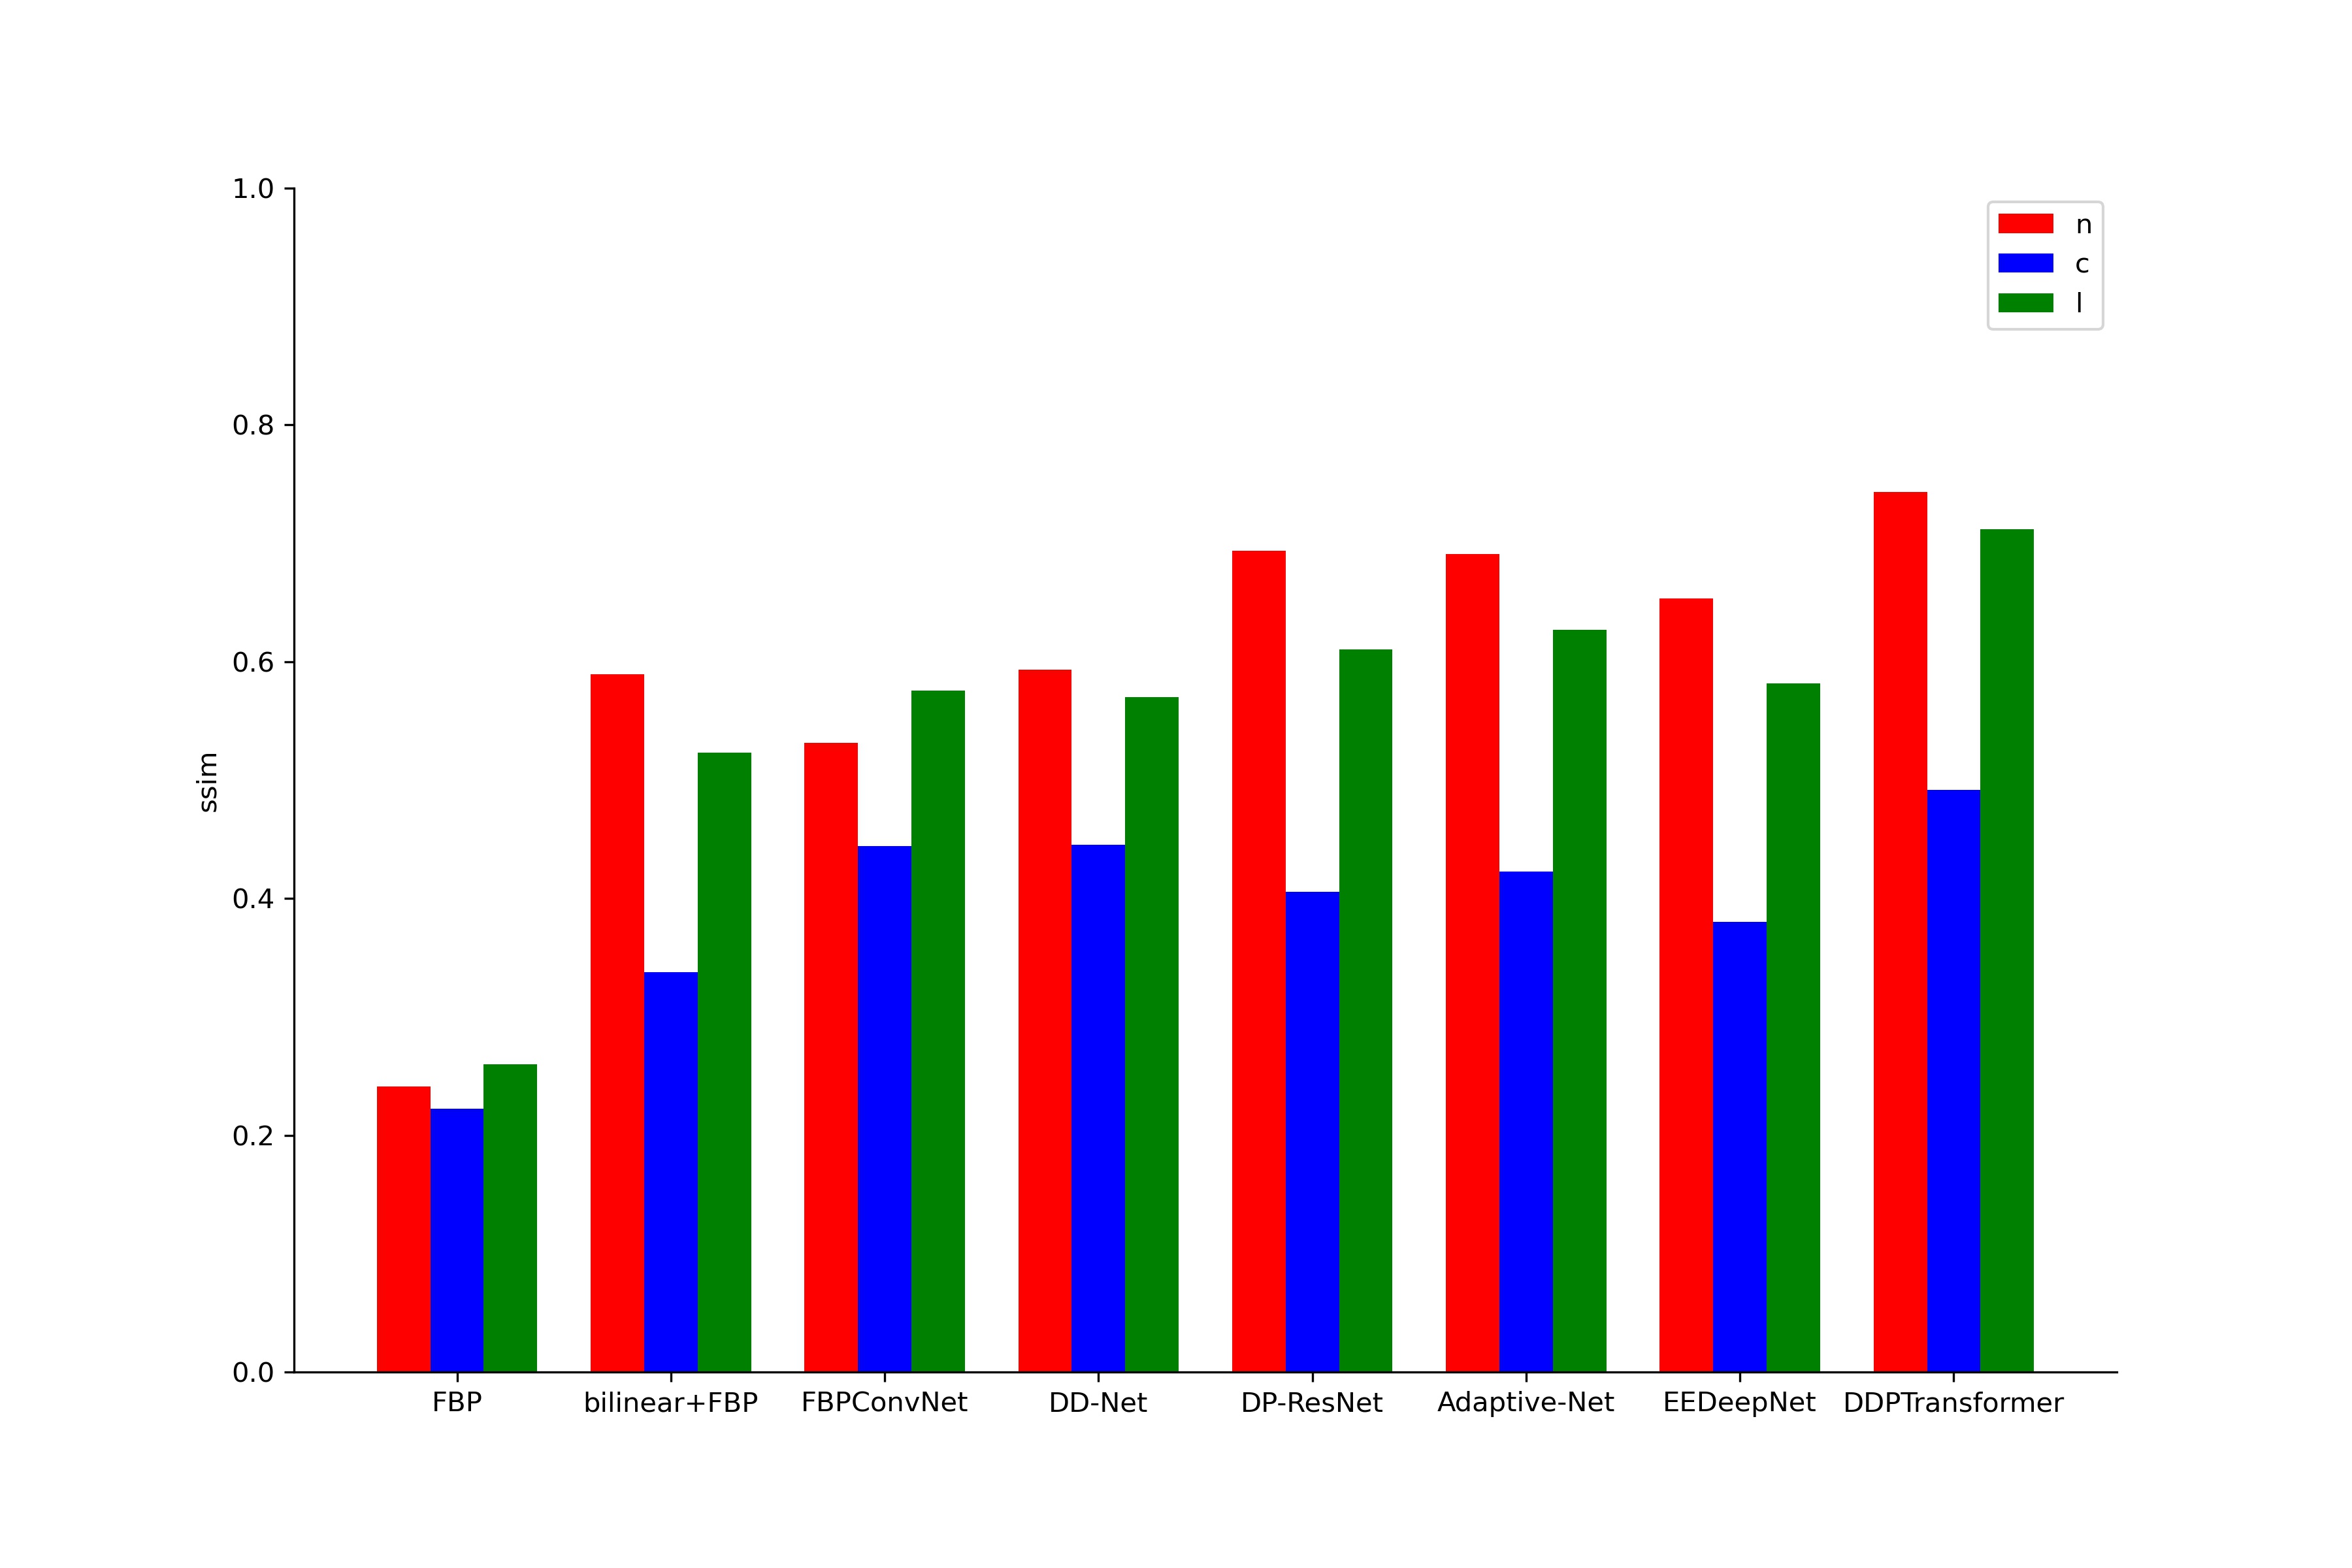 1.0
0.8
0.6
0.4
0.2
0.0
ssim
n
c
l
FBP bilinear+FBP FBPConvNet DD-Net DP-ResNet Adaptive-Net EEDeepNet DDPTransformer